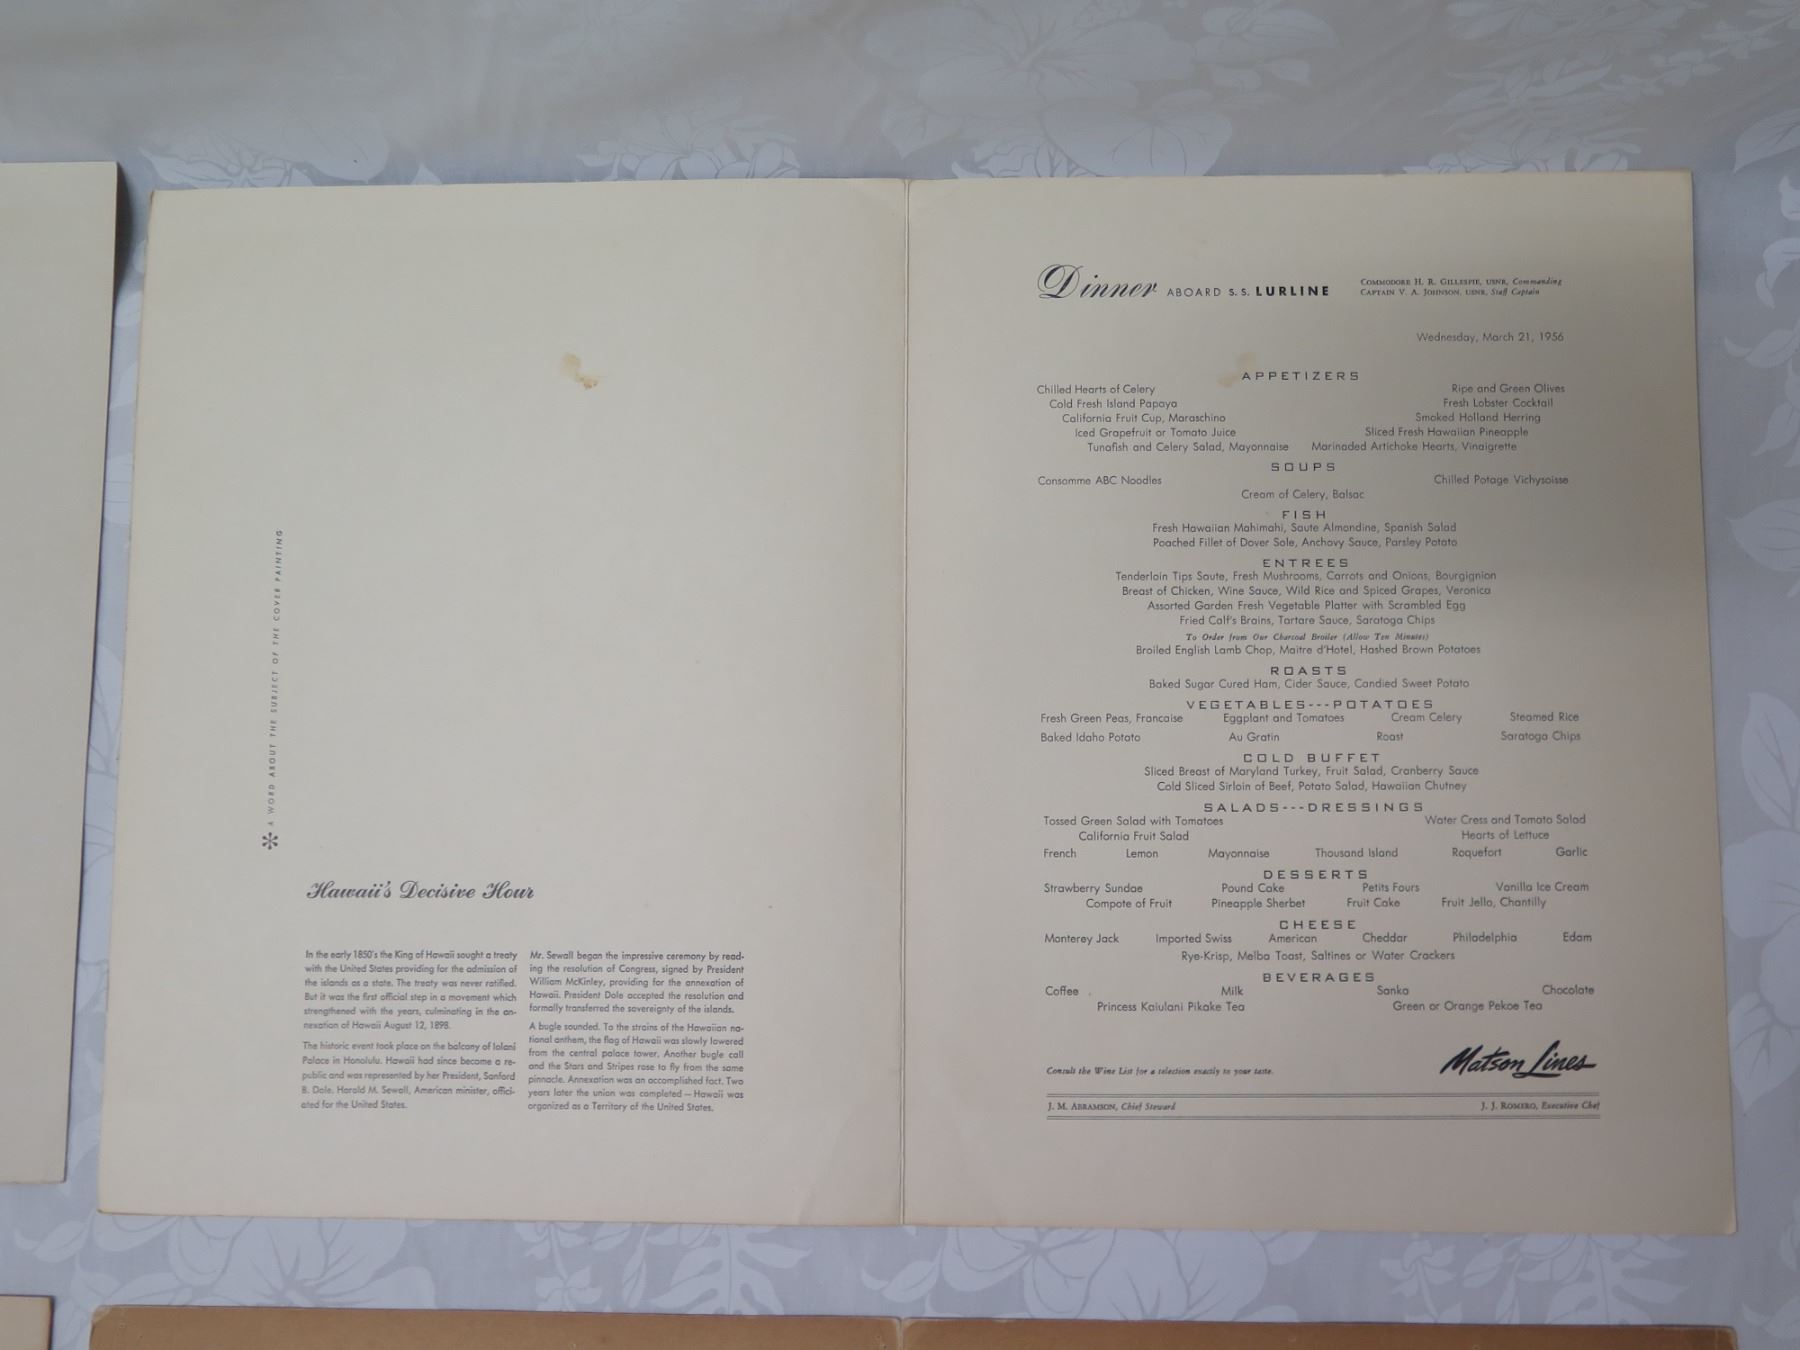 ✻ A WORD ABOUT THE SUBJECT OF THE COVER PAINTING
Hawaii's Decisive Hour
In the early 1850's the King of Hawaii sought a treaty
with the United States providing for the admission of
the islands as a state. The treaty was never ratified.
But it was the first official step in a movement which
strengthened with the years, culminating in the an-
nexation of Hawaii August 12, 1898.
The historic event took place on the balcony of Iolani
Palace in Honolulu. Hawaii had since become a re-
public and was represented by her President, Sanford
B. Dole. Harold M. Sewall, American minister, offici-
ated for the United States.
Mr. Sewall began the impressive ceremony by read-
ing the resolution of Congress, signed by President
William McKinley, providing for the annexation of
Hawaii. President Dole accepted the resolution and
formally transferred the sovereignty of the islands.
A bugle sounded. To the strains of the Hawaiian na-
tional anthem, the flag of Hawaii was slowly lowered
from the central palace tower. Another bugle call
and the Stars and Stripes rose to fly from the same
pinnacle. Annexation was an accomplished fact. Two
years later the union was completed — Hawaii was
organized as a Territory of the United States.
Dinner ABOARD S.S. LURLINE
COMMODORE H. R. GILLESPIE, USNR, Commanding
CAPTAIN V. A. JOHNSON, USNR, Staff Captain
Wednesday, March 21, 1956
APPETIZERS
Chilled Hearts of Celery Ripe and Green Olives
Cold Fresh Island Papaya Fresh Lobster Cocktail
California Fruit Cup, Maraschino Smoked Holland Herring
Iced Grapefruit or Tomato Juice Sliced Fresh Hawaiian Pineapple
Tunafish and Celery Salad, Mayonnaise Marinaded Artichoke Hearts, Vinaigrette
SOUPS
Consomme ABC Noodles Chilled Potage Vichysoisse
Cream of Celery, Balsac
FISH
Fresh Hawaiian Mahimahi, Saute Almondine, Spanish Salad
Poached Fillet of Dover Sole, Anchovy Sauce, Parsley Potato
ENTREES
Tenderloin Tips Saute, Fresh Mushrooms, Carrots and Onions, Bourgignion
Breast of Chicken, Wine Sauce, Wild Rice and Spiced Grapes, Veronica
Assorted Garden Fresh Vegetable Platter with Scrambled Egg
Fried Calf's Brains, Tartare Sauce, Saratoga Chips
To Order from Our Charcoal Broiler (Allow Ten Minutes)
Broiled English Lamb Chop, Maitre d'Hotel, Hashed Brown Potatoes
ROASTS
Baked Sugar Cured Ham, Cider Sauce, Candied Sweet Potato
VEGETABLES---POTATOES
Fresh Green Peas, Francaise Eggplant and Tomatoes Cream Celery Steamed Rice
Baked Idaho Potato Au Gratin Roast Saratoga Chips
COLD BUFFET
Sliced Breast of Maryland Turkey, Fruit Salad, Cranberry Sauce
Cold Sliced Sirloin of Beef, Potato Salad, Hawaiian Chutney
SALADS---DRESSINGS
Tossed Green Salad with Tomatoes Water Cress and Tomato Salad
California Fruit Salad Hearts of Lettuce
French Lemon Mayonnaise Thousand Island Roquefort Garlic
DESSERTS
Strawberry Sundae Pound Cake Petits Fours Vanilla Ice Cream
Compote of Fruit Pineapple Sherbet Fruit Cake Fruit Jello, Chantilly
CHEESE
Monterey Jack Imported Swiss American Cheddar Philadelphia Edam
Rye-Krisp, Melba Toast, Saltines or Water Crackers
BEVERAGES
Coffee Milk Sanka Chocolate
Princess Kaiulani Pikake Tea Green or Orange Pekoe Tea
Consult the Wine List for a selection exactly to your taste.
Matson Lines
J. M. ABRAMSON, Chief Steward J. J. ROMERO, Executive Chef